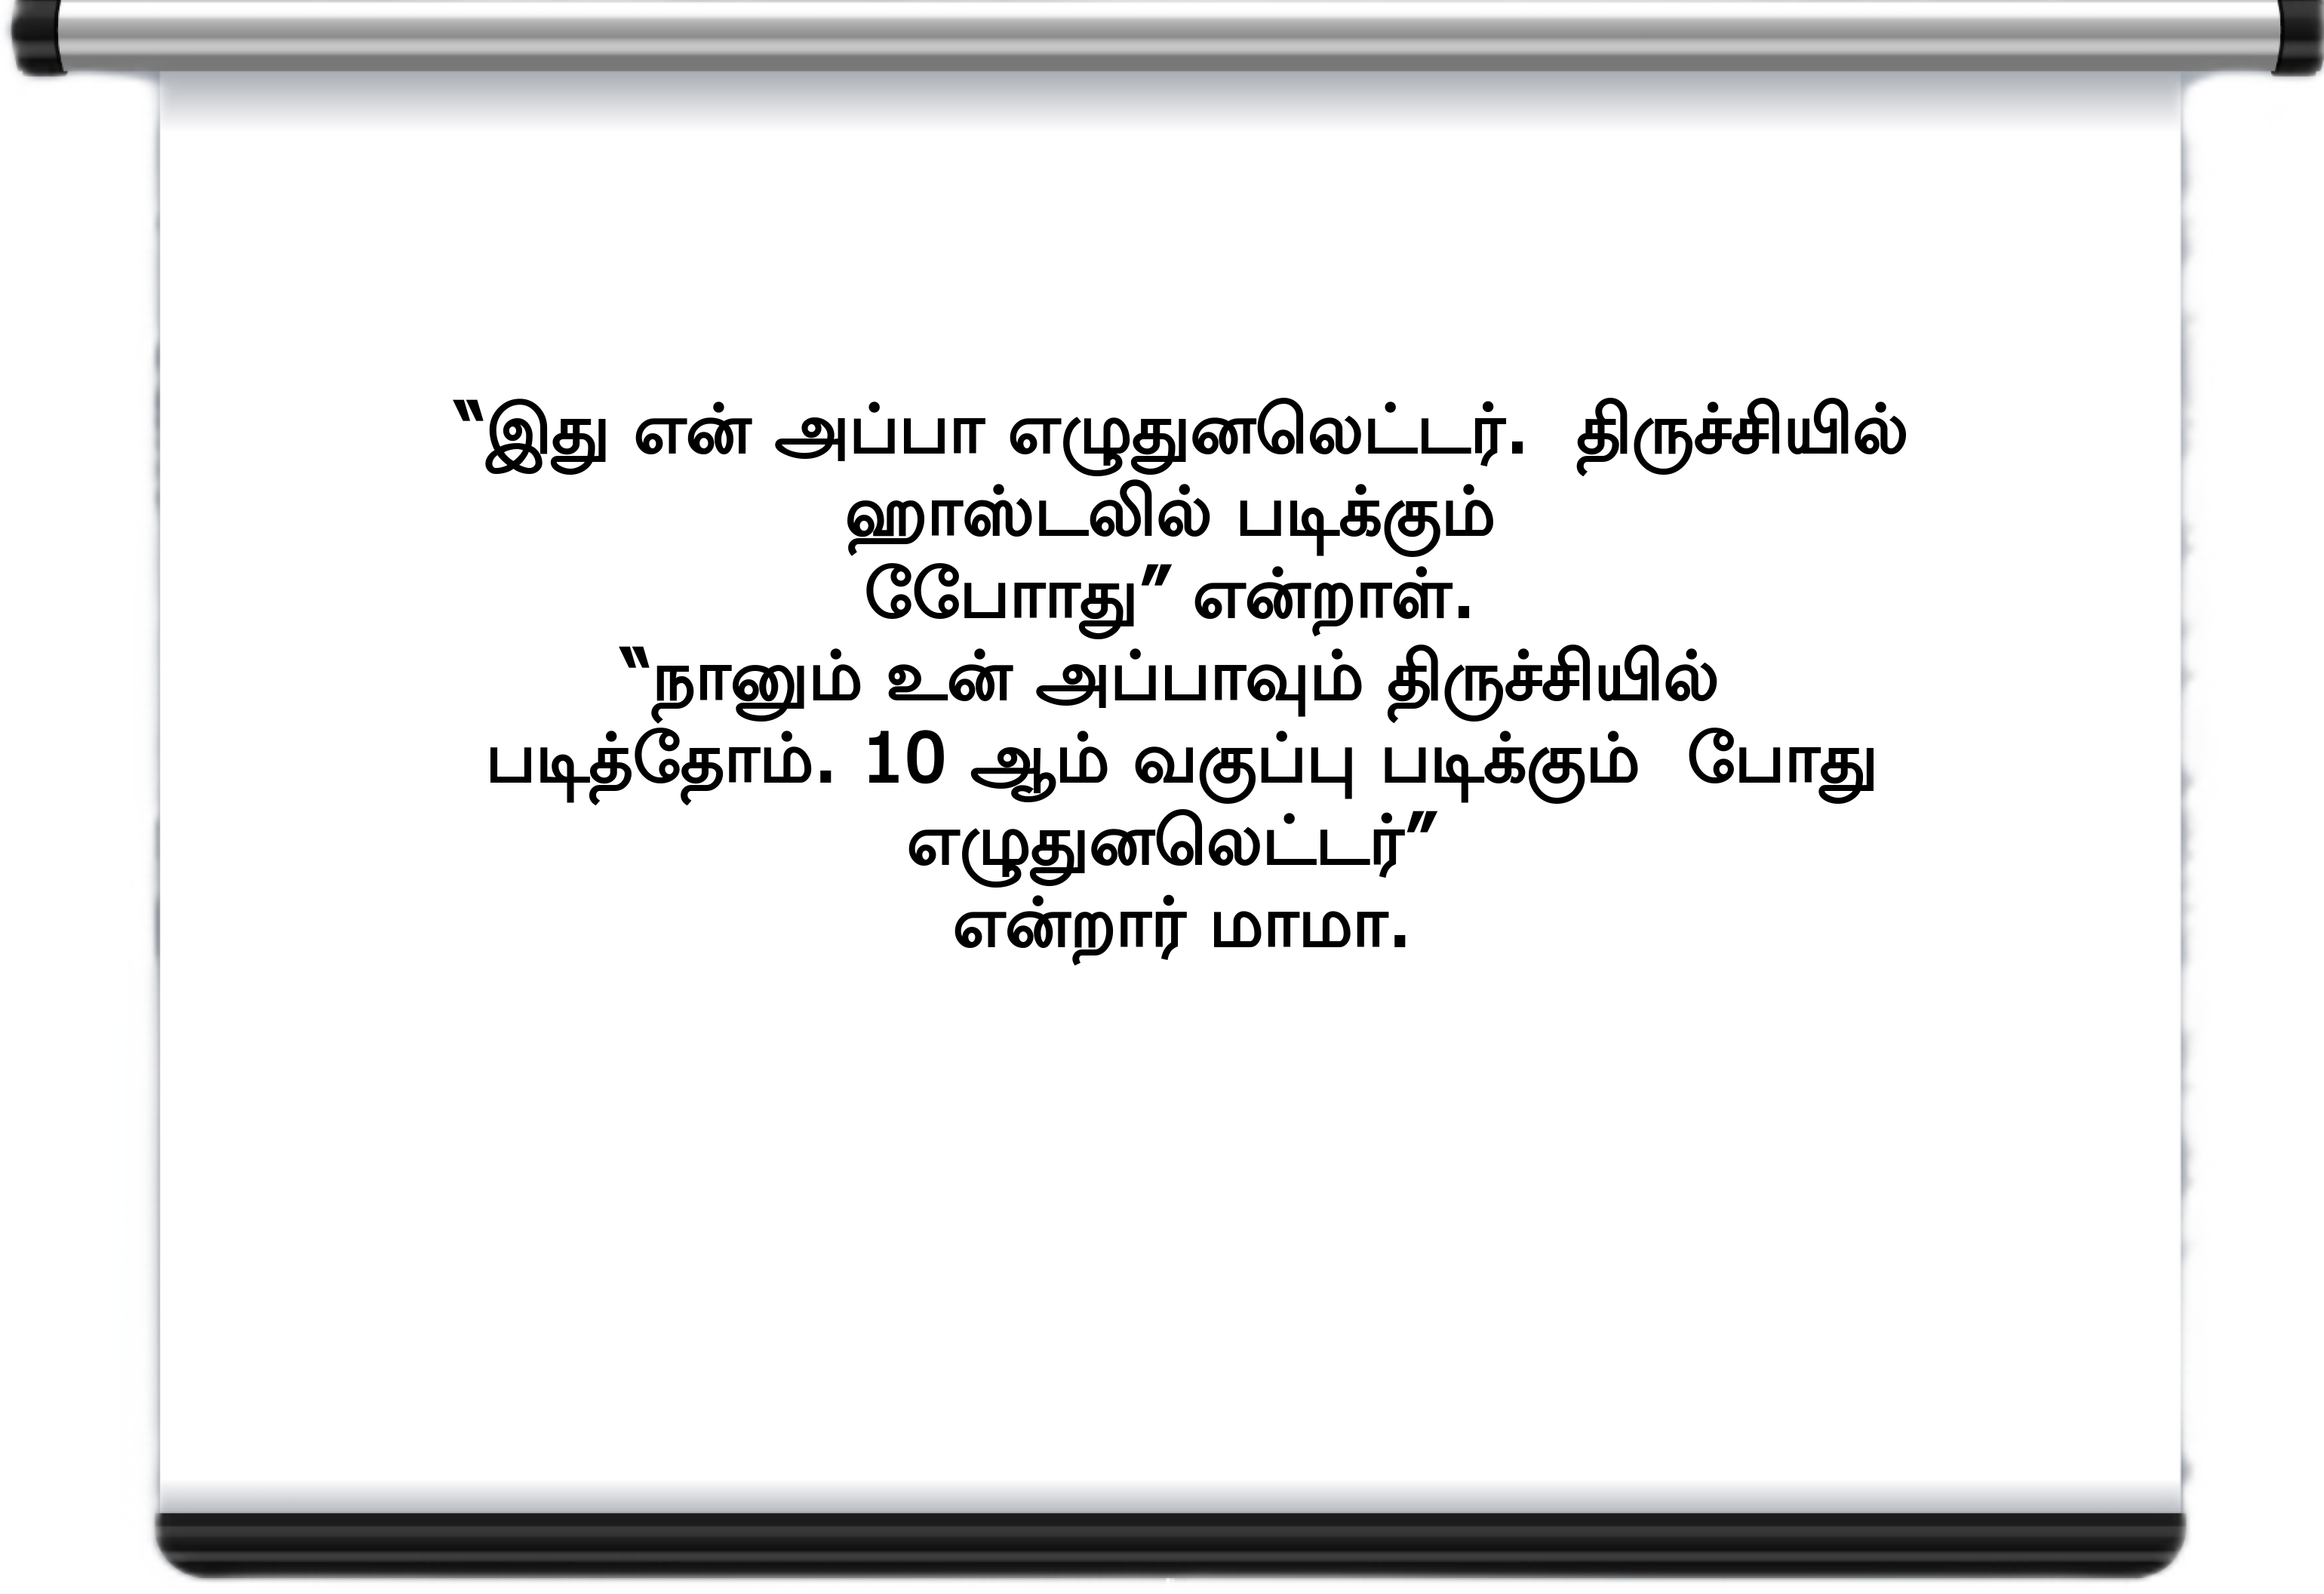 “இது என் அப்பா எழுதுனலெட்டர். திருச்சியில்
ஹாஸ்டலில் படிக்கும்
போேோது” என்றாள்.
“நானும் உன் அப்பாவும் திருச்சியில்
படித்தோம். 10 ஆம் வகுப்பு படிக்கும் போது
எழுதுனலெட்டர்”
என்றார் மாமா.